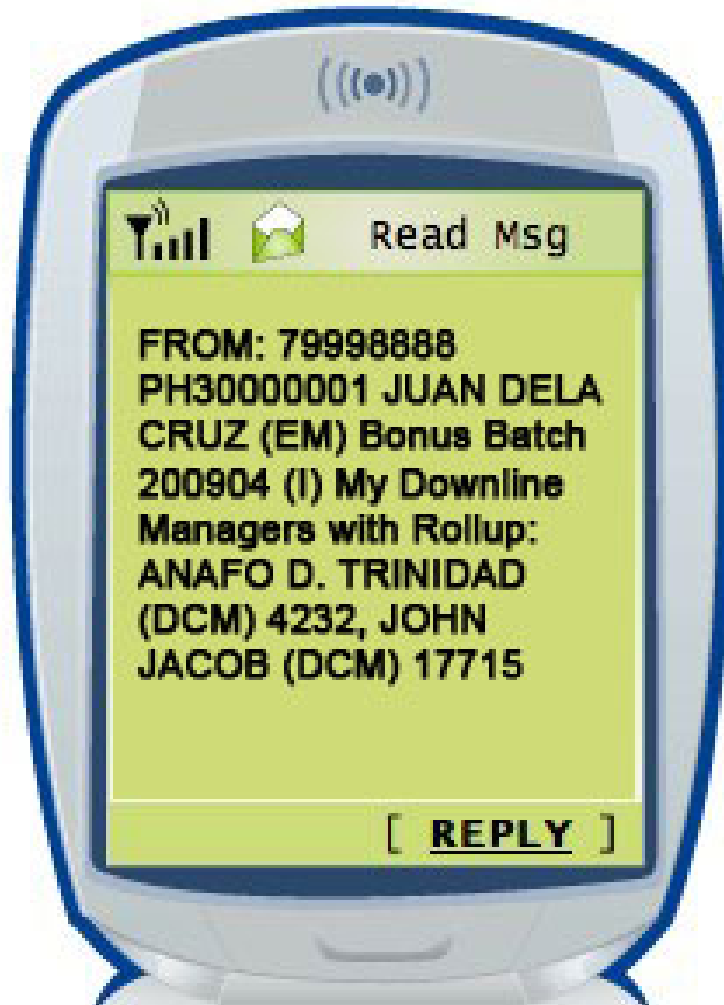 Read Msg
FROM: 79998888
PH30000001 JUAN DELA
CRUZ (EM) Bonus Batch
200904 (I) My Downline
Managers with Rollup:
ANAFO D. TRINIDAD
(DCM) 4232, JOHN
JACOB (DCM) 17715
[ REPLY ]